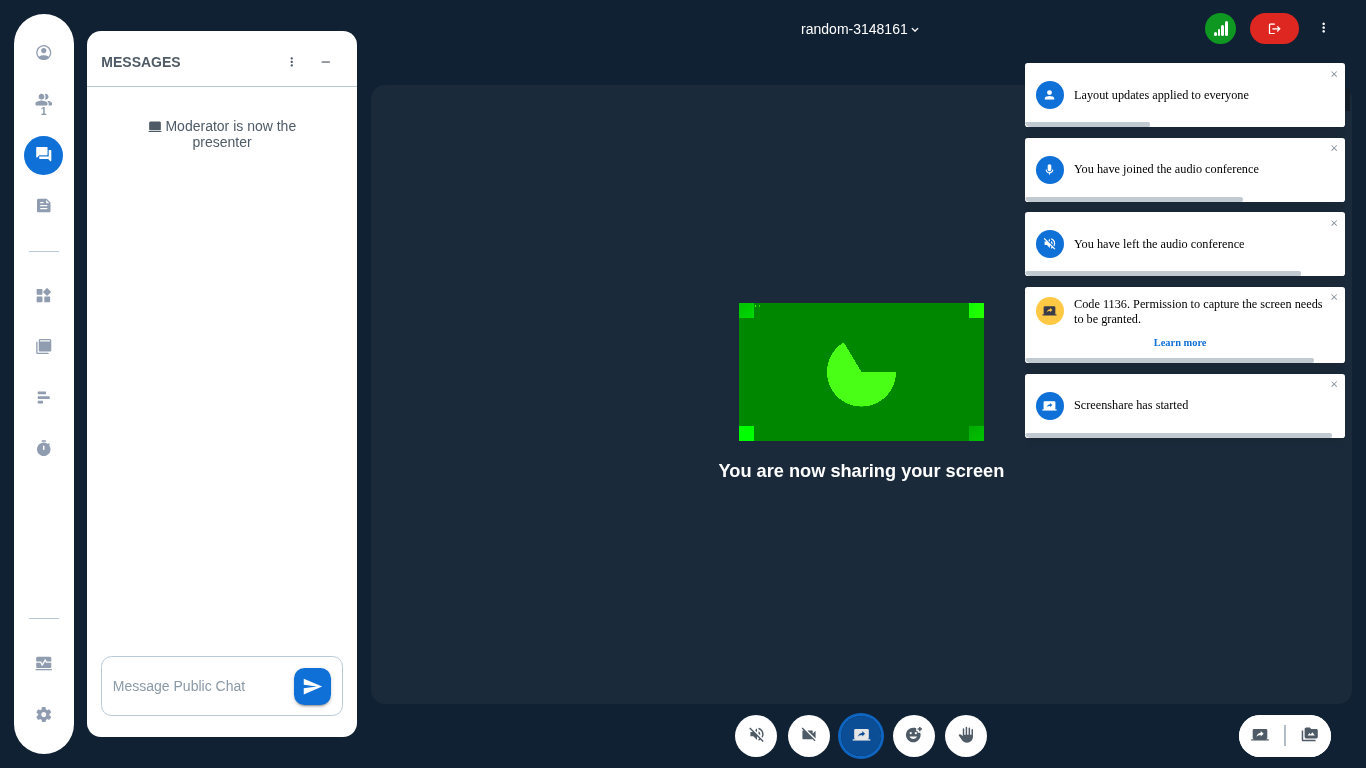 random-3148161
1
MESSAGES
Moderator is now the
presenter
Message Public Chat
You are now sharing your screen
Layout updates applied to everyone
You have joined the audio conference
You have left the audio conference
Code 1136. Permission to capture the screen needs
to be granted.
Learn more
Screenshare has started